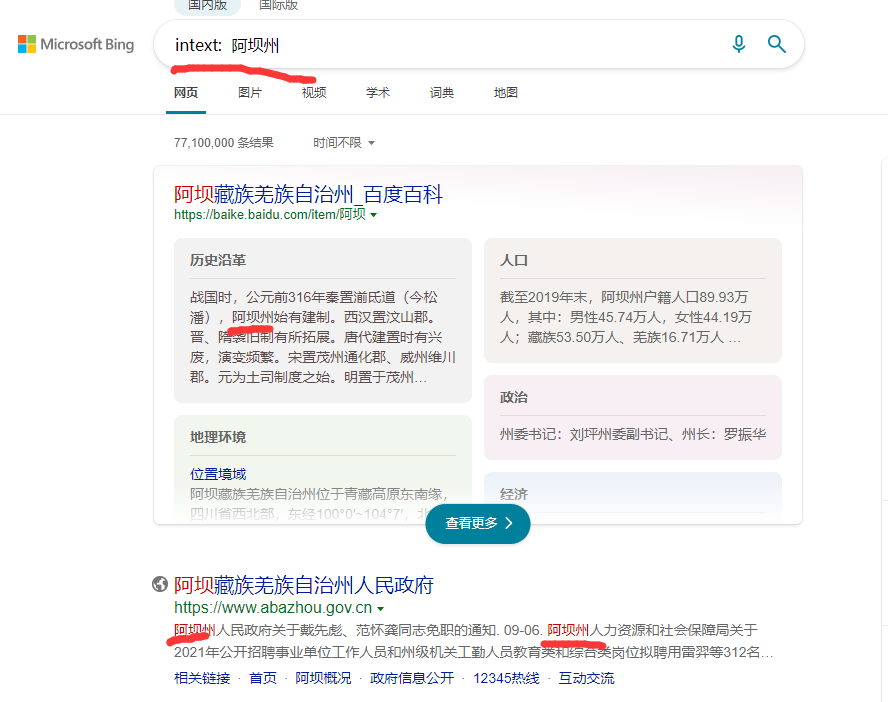 国内版 国际版
Microsoft Bing
intext: 阿坝州
网页 图片 视频 学术 词典 地图
77,100,000 条结果 时间不限
阿坝藏族羌族自治州_百度百科
https://baike.baidu.com/item/阿坝
历史沿革
战国时，公元前316年秦置湔氐道（今松
潘），阿坝州始有建制。西汉置汶山郡。
晋、隋袭旧制有所拓展。唐代建置时有兴
废，演变频繁。宋置茂州通化郡、威州维川
郡。元为土司制度之始。明置于茂州...
地理环境
位置境域
阿坝藏族羌族自治州位于青藏高原东南缘，
四川省西北部，东经100°0'~104°7'，北
人口
截至2019年末，阿坝州户籍人口89.93万
人，其中：男性45.74万人，女性44.19万
人；藏族53.50万人、羌族16.71万人 ...
政治
州委书记：刘坪州委副书记、州长：罗振华
经济
查看更多
阿坝藏族羌族自治州人民政府
https://www.abazhou.gov.cn
阿坝州人民政府关于戴先彪、范怀龚同志免职的通知. 09-06. 阿坝州人力资源和社会保障局关于
2021年公开招聘事业单位工作人员和州级机关工勤人员教育类和综合类岗位拟聘用雷羿等312名...
相关链接 · 首页 · 阿坝概况 · 政府信息公开 · 12345热线 · 互动交流